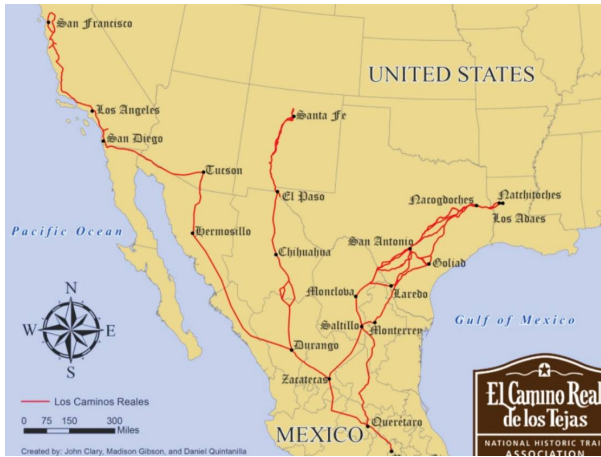 San Francisco
UNITED STATES
Los Angeles
Santa Fe
San Diego
Tucson
El Paso
Nacogdoches
Natchitoches
Los Adaes
Pacific Ocean
Hermosillo
San Antonio
Chihuahua
Goliad
Monclova
Laredo
N
W E
S
Saltillo
Monterrey
Gulf of Mexico
Durango
Zacatecas
El Camino Real
de los Tejas
NATIONAL HISTORIC TRAIL
ASSOCIATION
Los Caminos Reales
0 75 150 300
Miles
Querétaro
MEXICO
Created by: John Clary, Madison Gibson, and Daniel Quintanilla